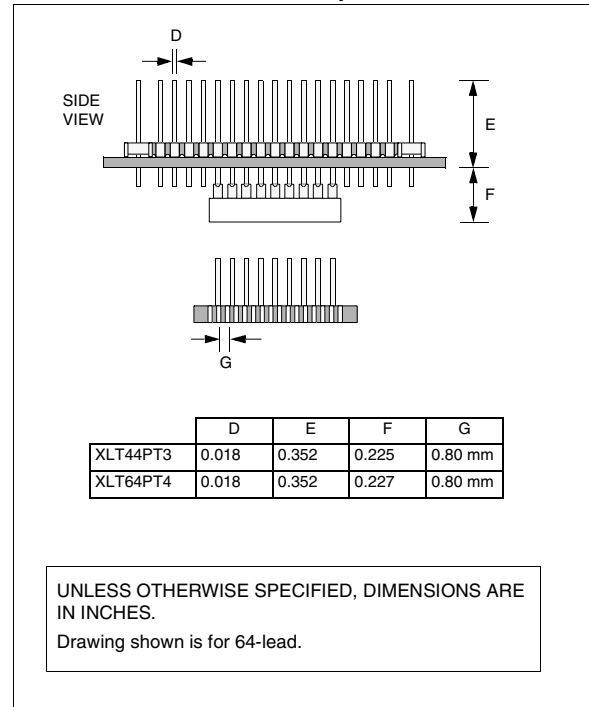 D
SIDE
VIEW
E
F
G
D E F G
XLT44PT3 0.018 0.352 0.225 0.80 mm
XLT64PT4 0.018 0.352 0.227 0.80 mm
UNLESS OTHERWISE SPECIFIED, DIMENSIONS ARE
IN INCHES.
Drawing shown is for 64-lead.